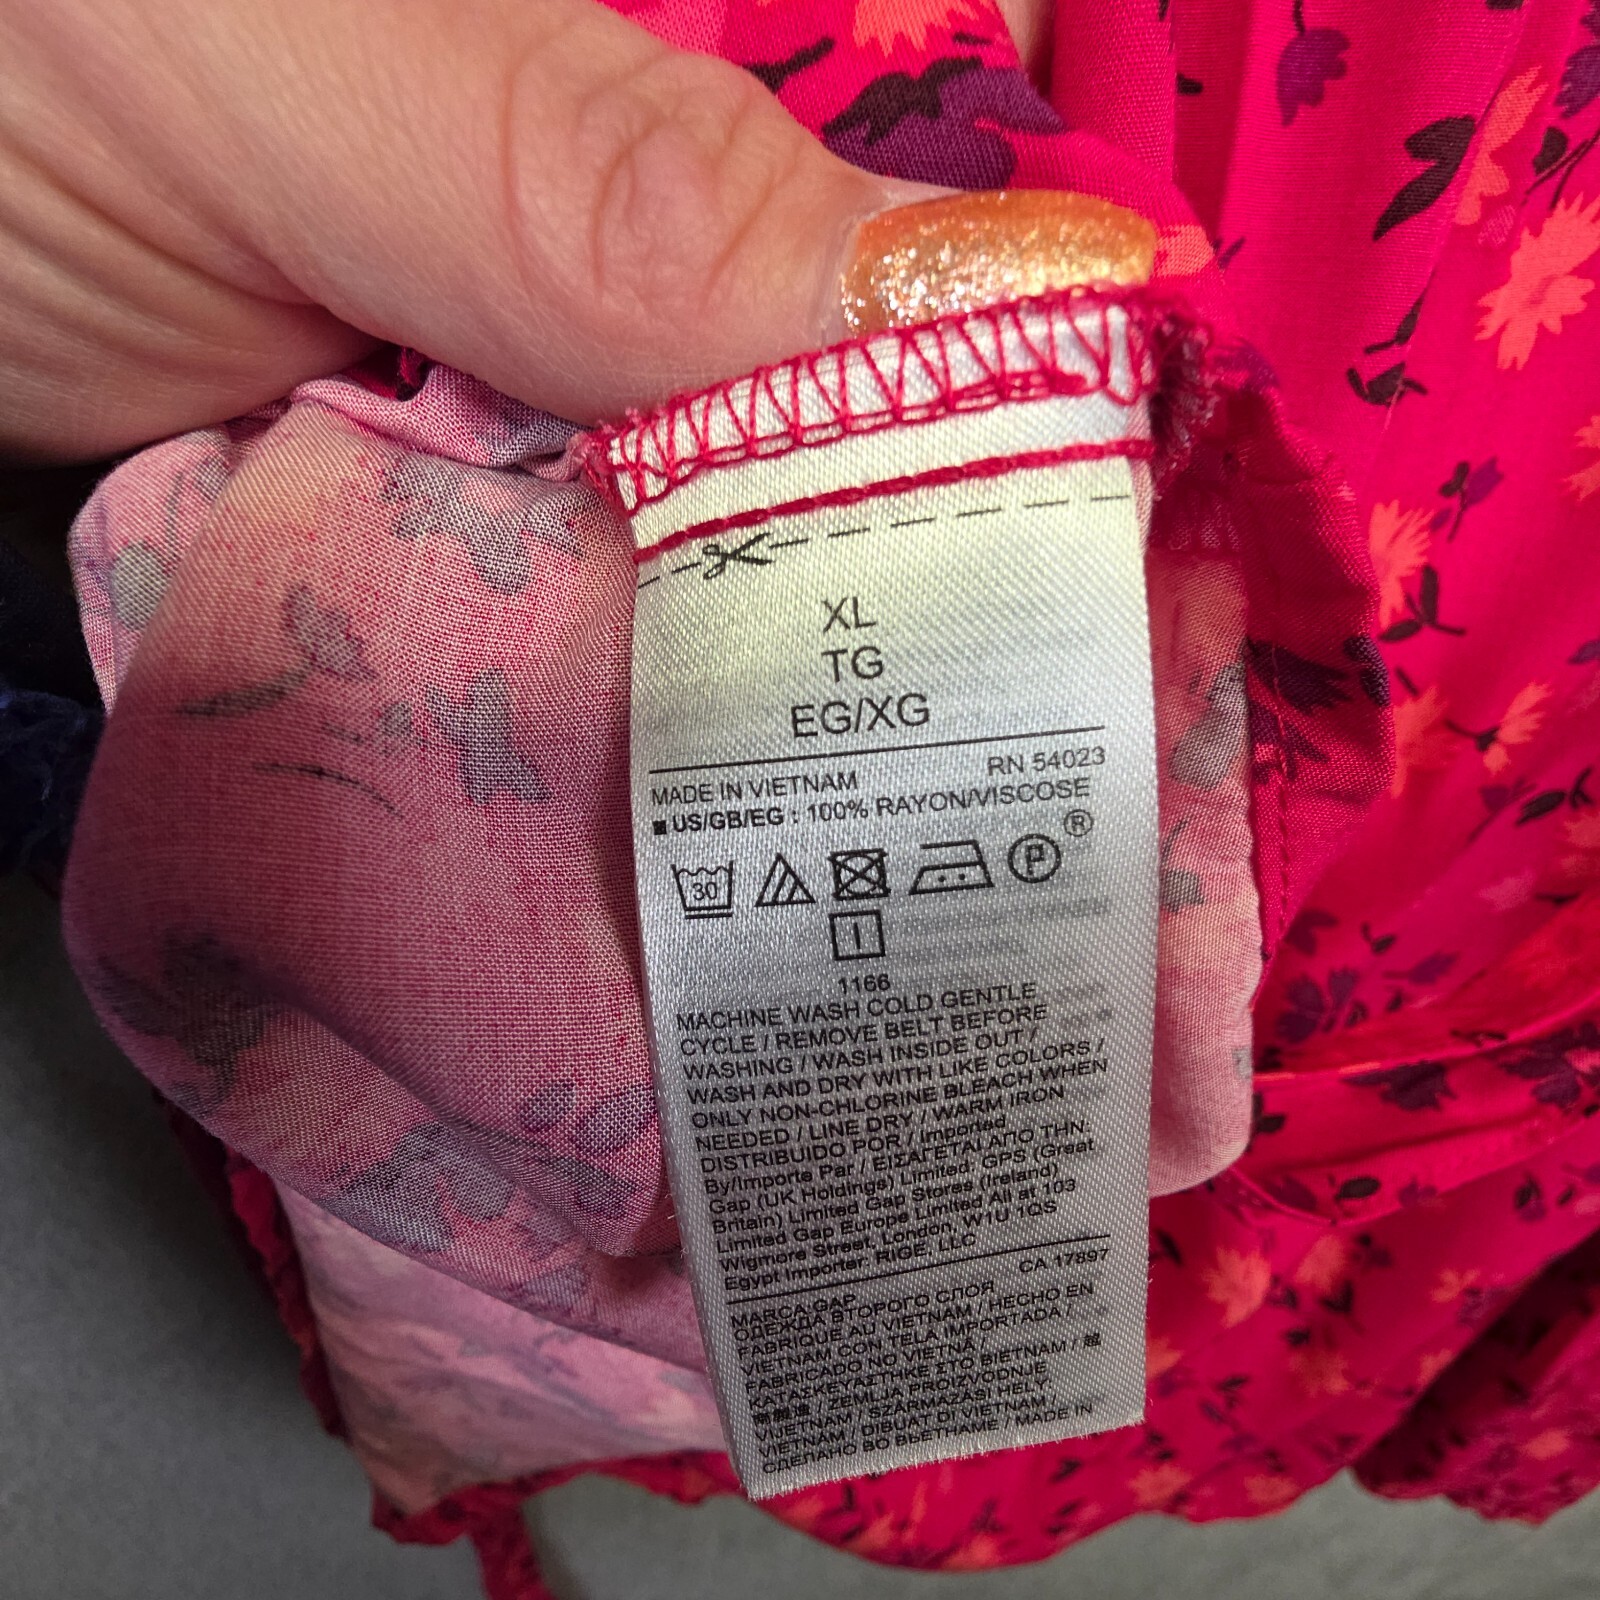 XL
TG
EG/XG
MADE IN VIETNAM RN 54023
US/GB/EG : 100% RAYON/VISCOSE
30 P ®
1166
MACHINE WASH COLD GENTLE
CYCLE / REMOVE BELT BEFORE
WASHING / WASH INSIDE OUT /
WASH AND DRY WITH LIKE COLORS /
ONLY NON-CHLORINE BLEACH WHEN
NEEDED / LINE DRY / WARM IRON
DISTRIBUIDO POR / Imported
By/Importe Par / ΕΙΣΑΓΕΤΑΙ ΑΠΟ ΤΗΝ:
Gap (UK Holdings) Limited: GPS (Great
Britain) Limited Gap Stores (Ireland)
Limited Gap Europe Limited All at 103
Wigmore Street, London, W1U 1QS
Egypt Importer: RIGE, LLC
CA 17897
MARCA GAP
ОДЕЖДА ВТОРОГО СЛОЯ
FABRIQUE AU VIETNAM / HECHO EN
VIETNAM CON TELA IMPORTADA /
FABRICADO NO VIETNÃ
ΚΑΤΑΣΚΕΥΑΣΤΗΚΕ ΣΤΟ ΒΙΕΤΝΑΜ / 越
南製造 / ZEMLJA PROIZVODNJE
VIJETNAM / SZÁRMAZÁSI HELY
VIETNAM / DIBUAT DI VIETNAM
СДЕЛАНО ВО ВЬЕТНАМЕ / MADE IN